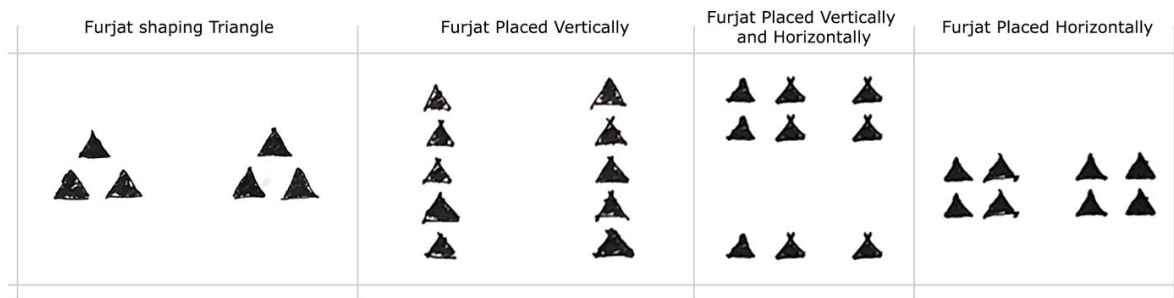 Furjat shaping Triangle
Furjat Placed Vertically
Furjat Placed Vertically
and Horizontally
Furjat Placed Horizontally